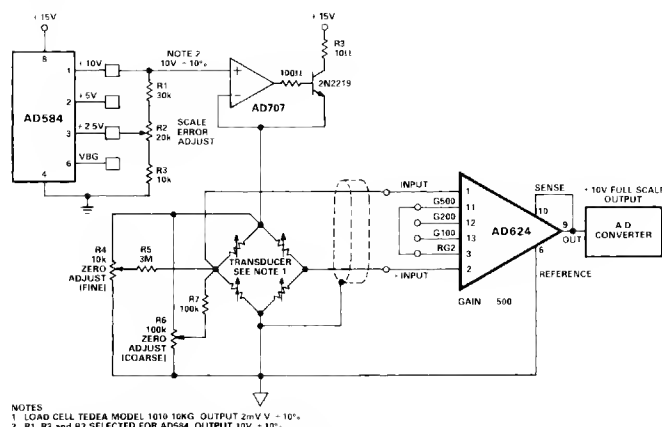 + 15V
+ 15V
8
AD584
1
+ 10V
NOTE 2
10V - 10%
2
+ 5V
3
+ 2 5V
6
VBG
4
R1
30k
R2
20k
SCALE
ERROR
ADJUST
R3
10k
+
-
AD707
100Ω
R3
10Ω
2N2219
R4
10k
ZERO
ADJUST
(FINE)
R5
3M
R6
100k
ZERO
ADJUST
(COARSE)
R7
100k
TRANSDUCER
SEE NOTE 1
INPUT
G500
G200
G100
RG2
- INPUT
1
11
12
13
3
2
AD624
GAIN 500
SENSE
10
9
OUT
6
REFERENCE
+ 10V FULL SCALE
OUTPUT
A D
CONVERTER
NOTES
1 LOAD CELL TEDEA MODEL 1010 10KG OUTPUT 2mV V - 10%
2 R1, R2 and R3 SELECTED FOR AD584 OUTPUT 10V ± 10%